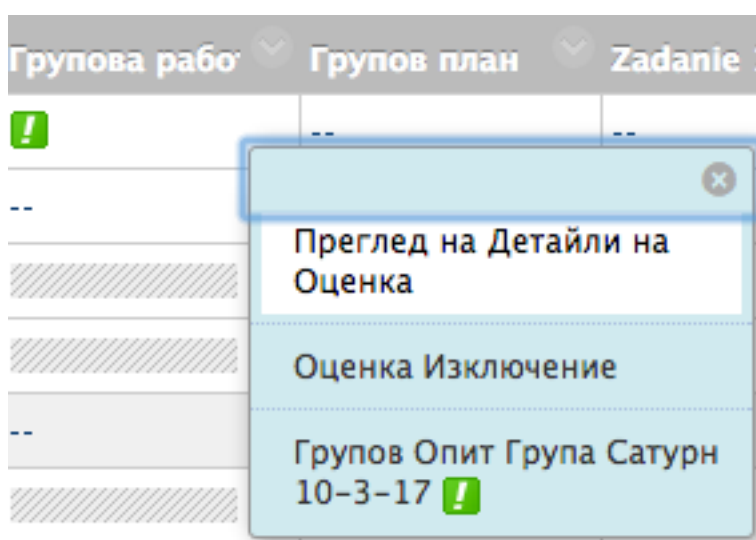 Групова рабо Групов план Zadanie
-- --
--
Преглед на Детайли на
Оценка
Оценка Изключение
--
Групов Опит Група Сатурн
10-3-17